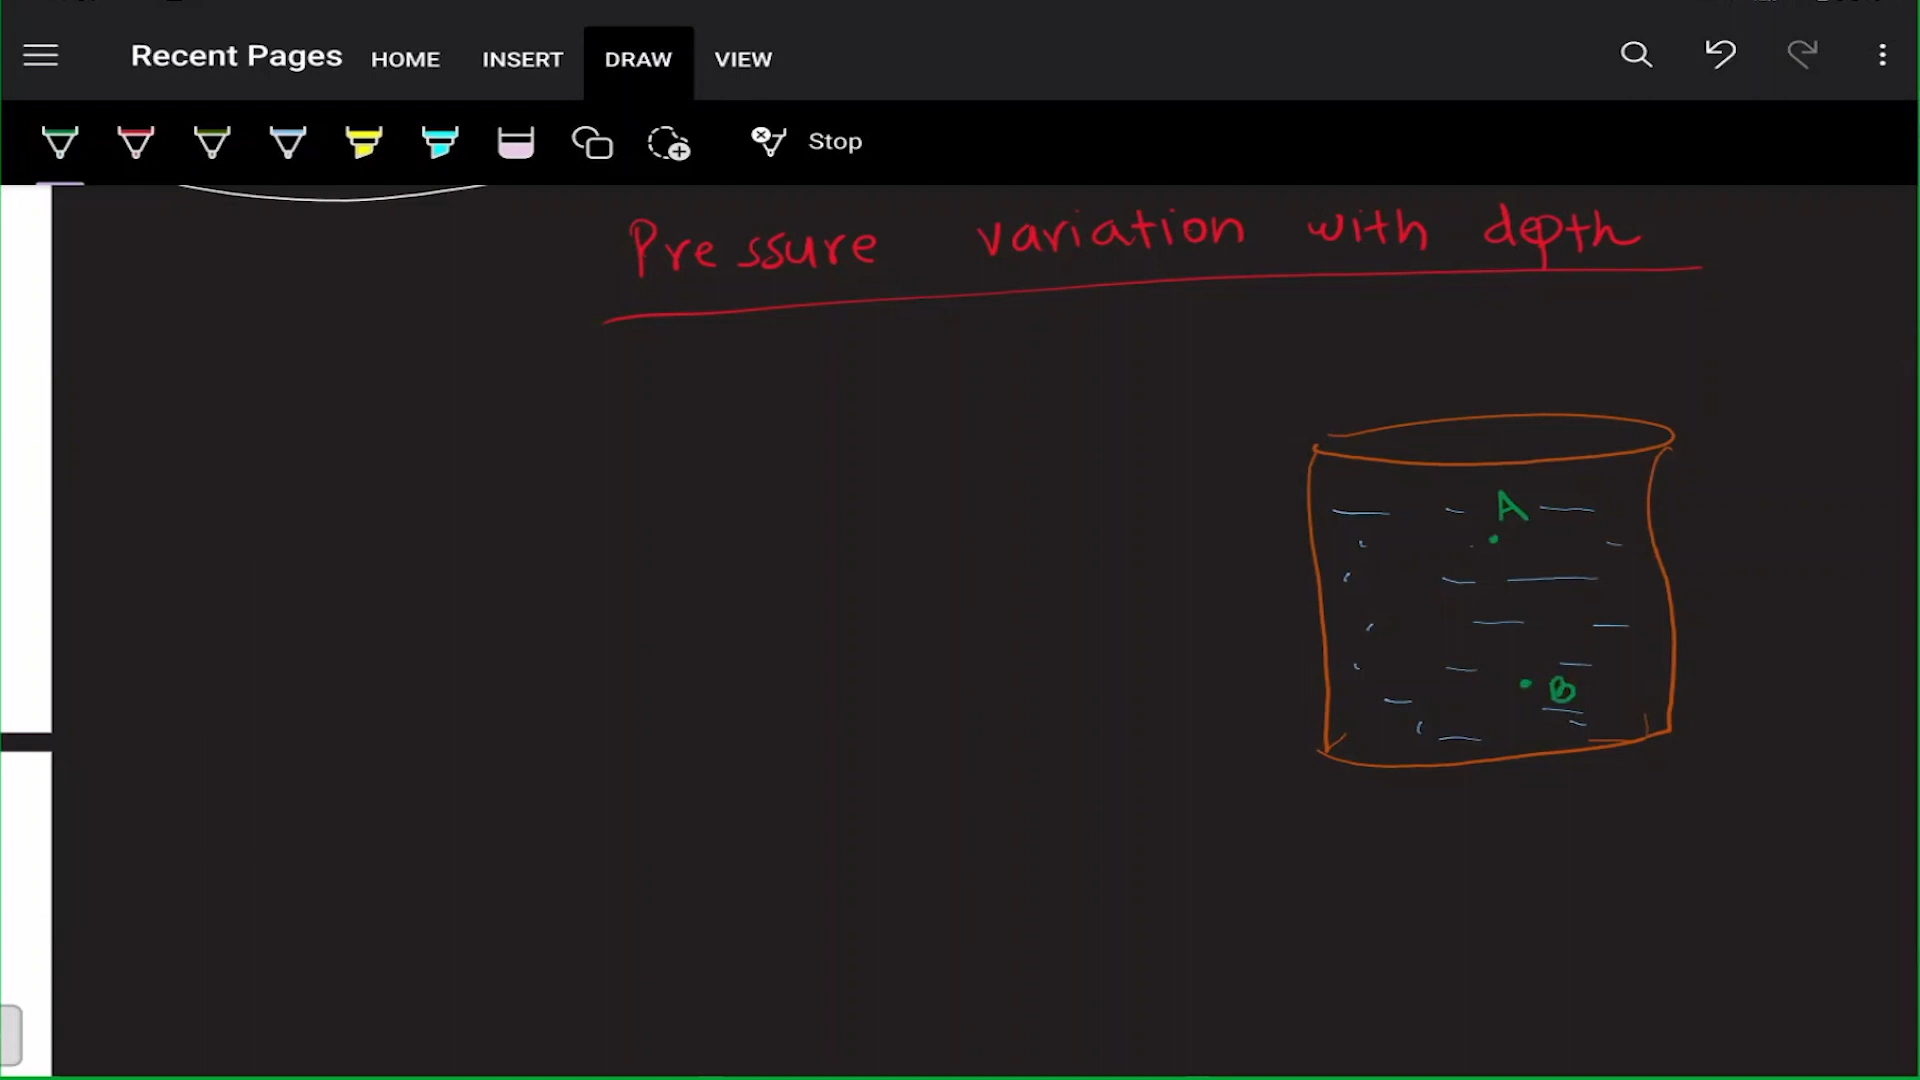 Recent Pages HOME INSERT DRAW VIEW
Stop
Pressure variation with depth
A
B